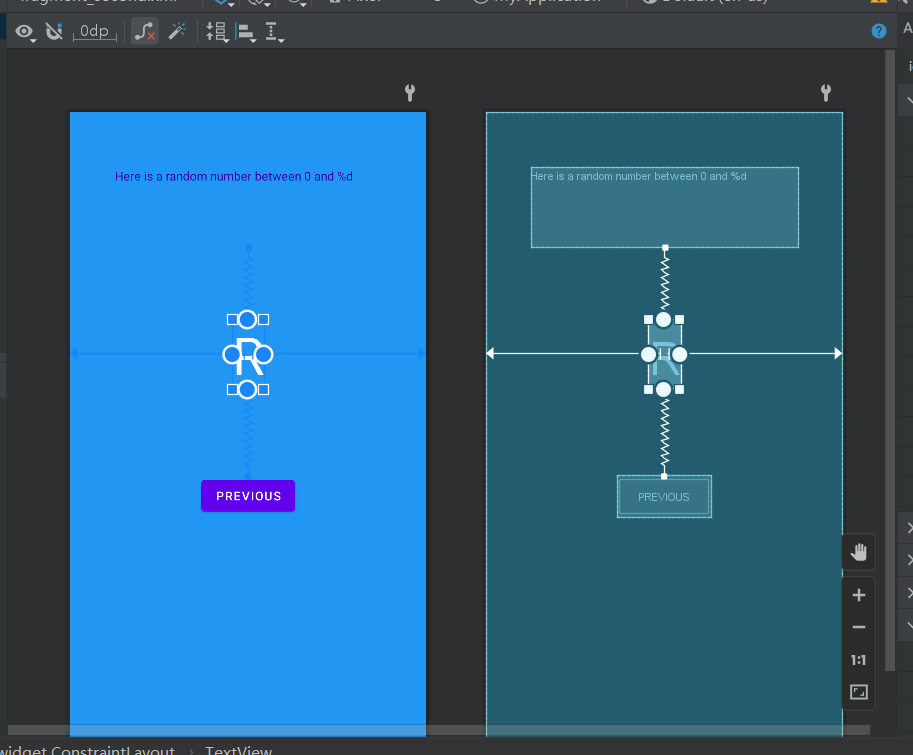 0dp
Here is a random number between 0 and %d
Here is a random number between 0 and %d
R
R
PREVIOUS
PREVIOUS
1:1
widget.ConstraintLayout > TextView